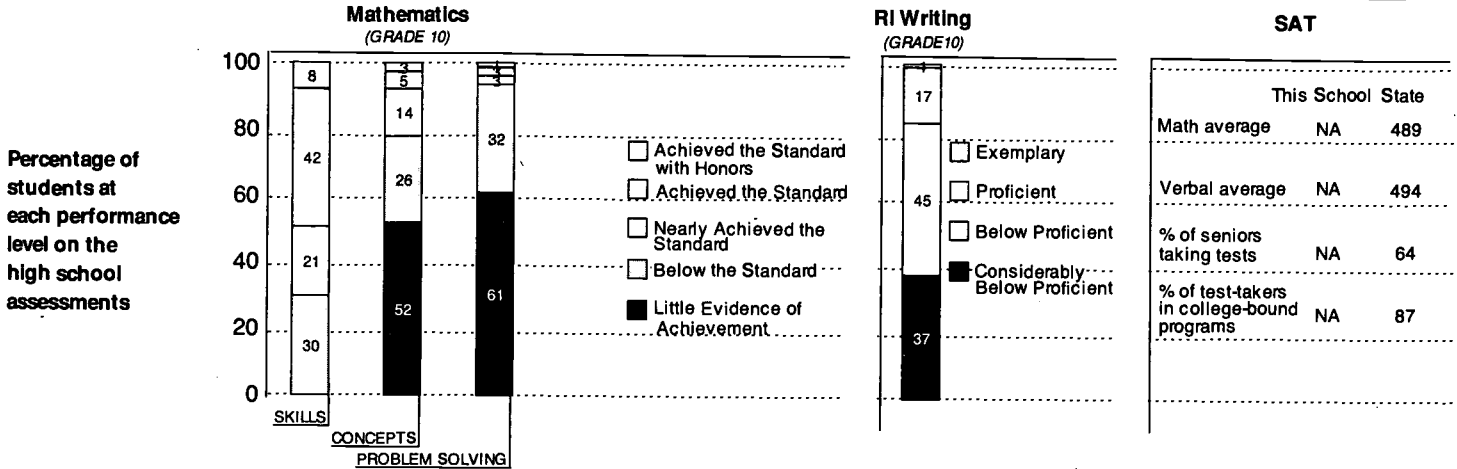 Mathematics
(GRADE 10)
100
80
60
40
20
0
Percentage of
students at
each performance
level on the
high school
assessments
8
42
21
30
SKILLS
3
5
14
26
52
CONCEPTS
3
32
61
PROBLEM SOLVING
Achieved the Standard
with Honors
Achieved the Standard
Nearly Achieved the
Standard
Below the Standard
Little Evidence of
Achievement
RI Writing
(GRADE10)
17
45
37
Exemplary
Proficient
Below Proficient
Considerably
Below Proficient
SAT
This School State
Math average NA 489
Verbal average NA 494
% of seniors
taking tests NA 64
% of test-takers
in college-bound
programs NA 87